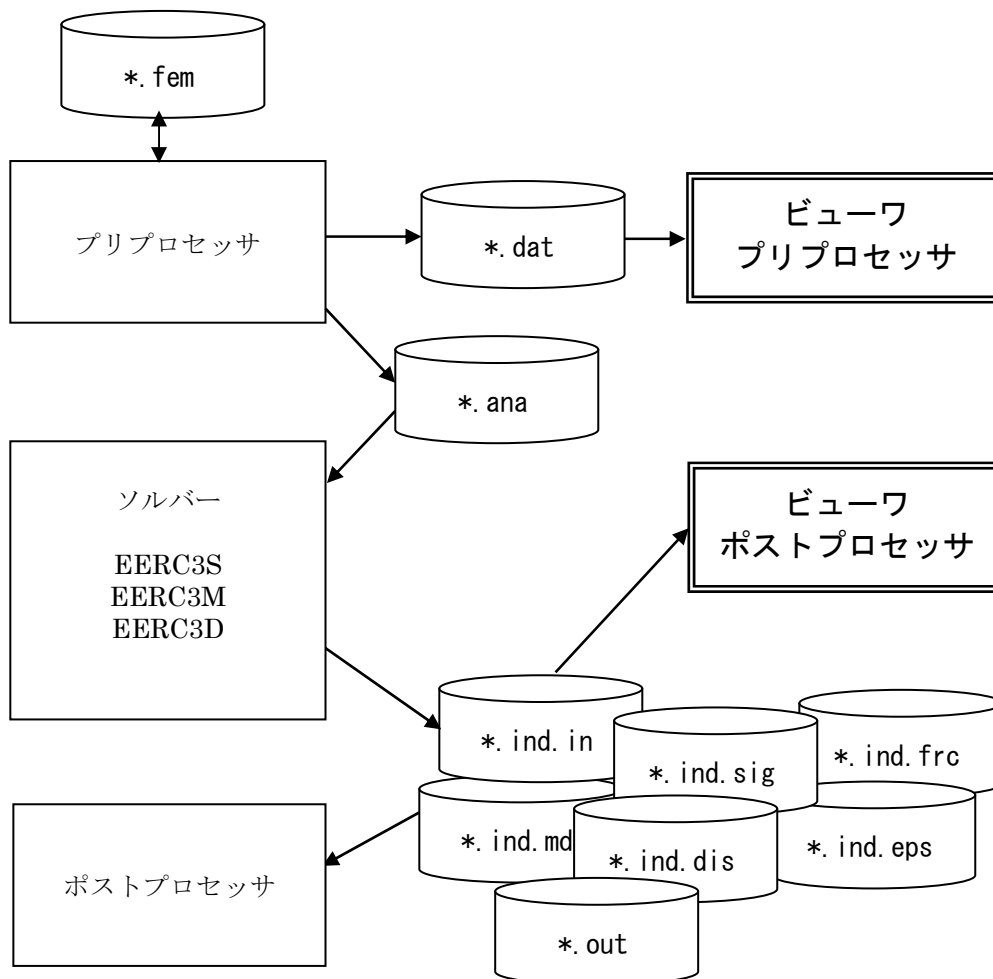 *.fem
プリプロセッサ
*.dat
ビューワ
プリプロセッサ
*.ana
ソルバー
EERC3S
EERC3M
EERC3D
ビューワ
ポストプロセッサ
*.ind.in
*.ind.sig
*.ind.frc
*.ind.md
*.ind.dis
*.ind.eps
ポストプロセッサ
*.out